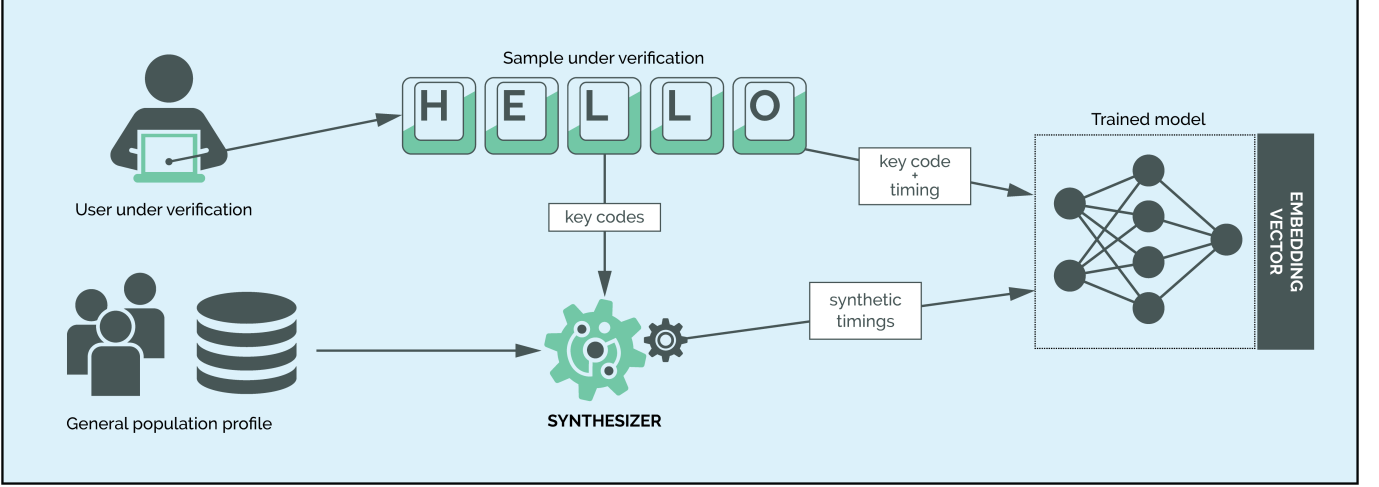 Sample under verification
H E L L O
Trained model
key code
+
timing
User under verification
key codes
EMBEDDING
VECTOR
synthetic
timings
General population profile
SYNTHESIZER